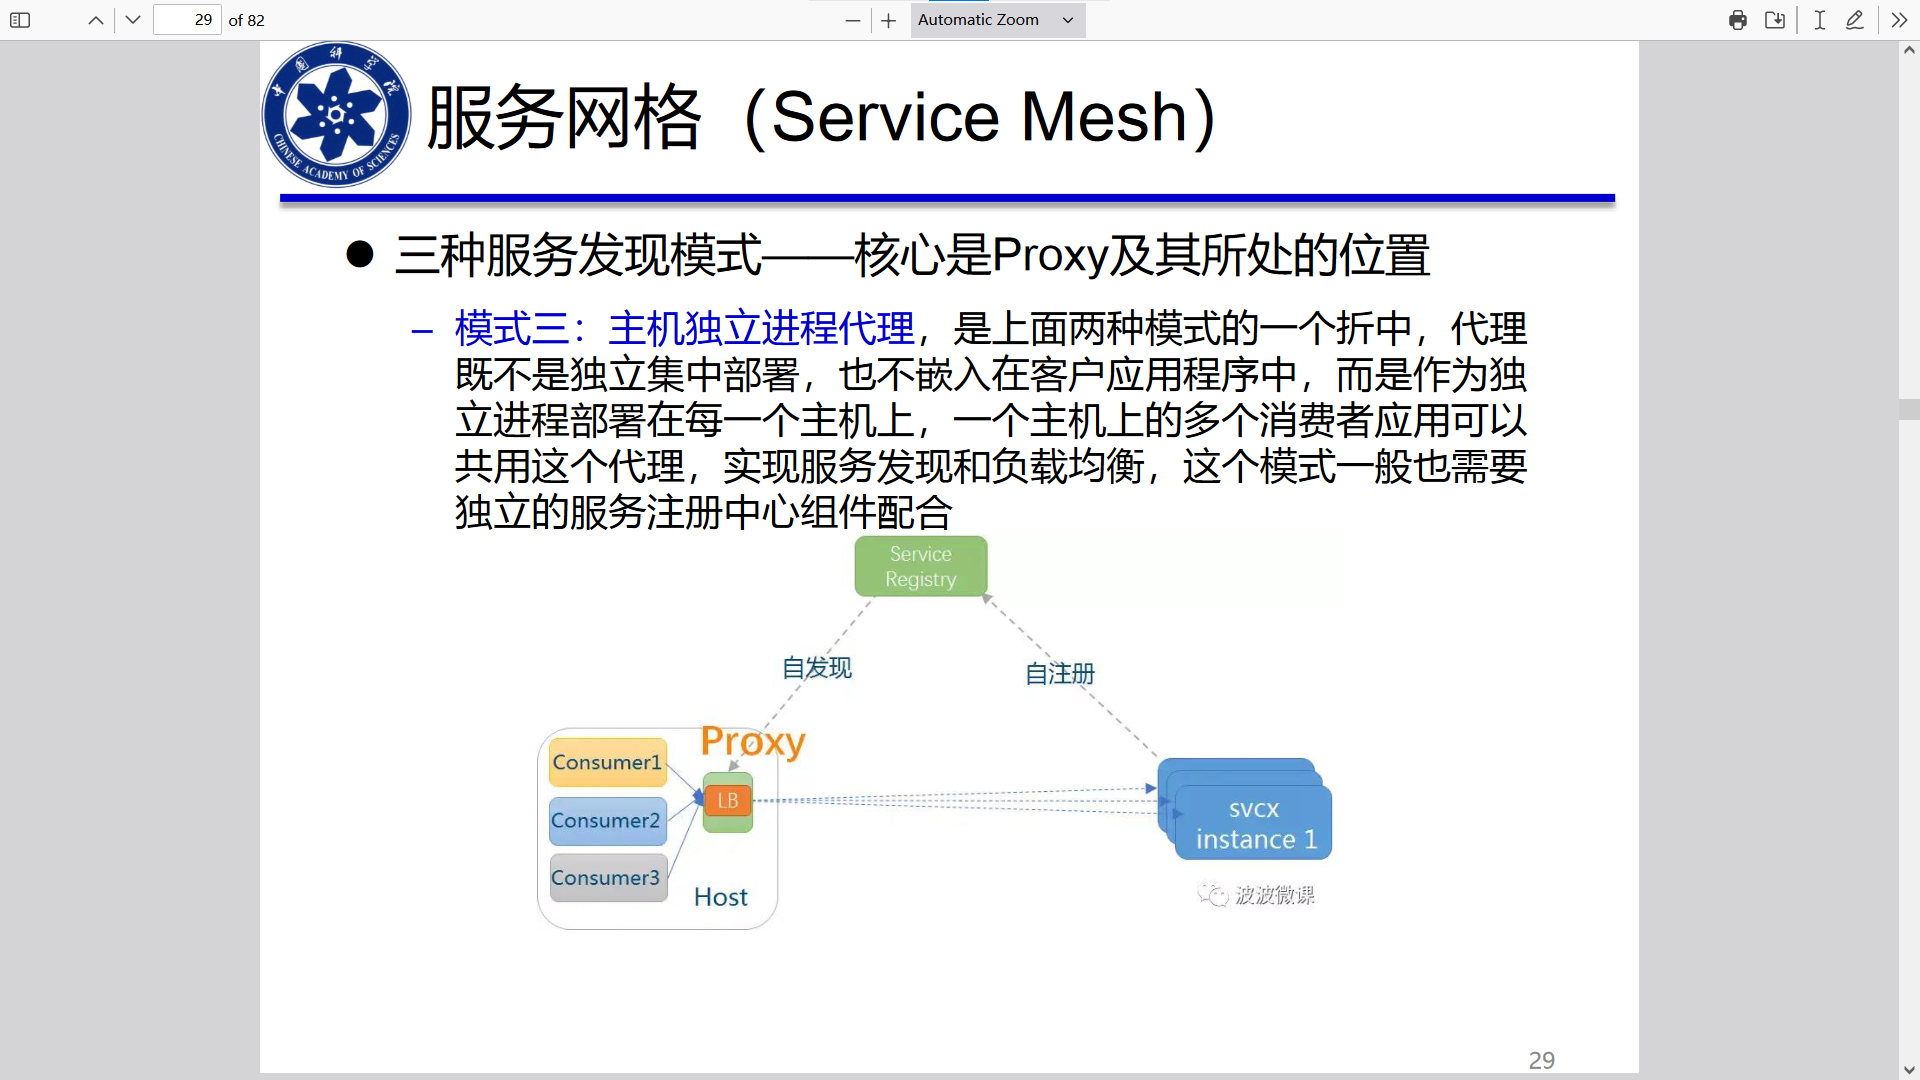 29 of 82
Automatic Zoom
中国科学院
CHINESE ACADEMY OF SCIENCES
服务网格（Service Mesh）
● 三种服务发现模式——核心是Proxy及其所处的位置
– 模式三：主机独立进程代理，是上面两种模式的一个折中，代理
既不是独立集中部署，也不嵌入在客户应用程序中，而是作为独
立进程部署在每一个主机上，一个主机上的多个消费者应用可以
共用这个代理，实现服务发现和负载均衡，这个模式一般也需要
独立的服务注册中心组件配合
Service
Registry
自发现
自注册
Proxy
Consumer1
LB
Consumer2
Consumer3
Host
svcx
instance 1
波波微课
29